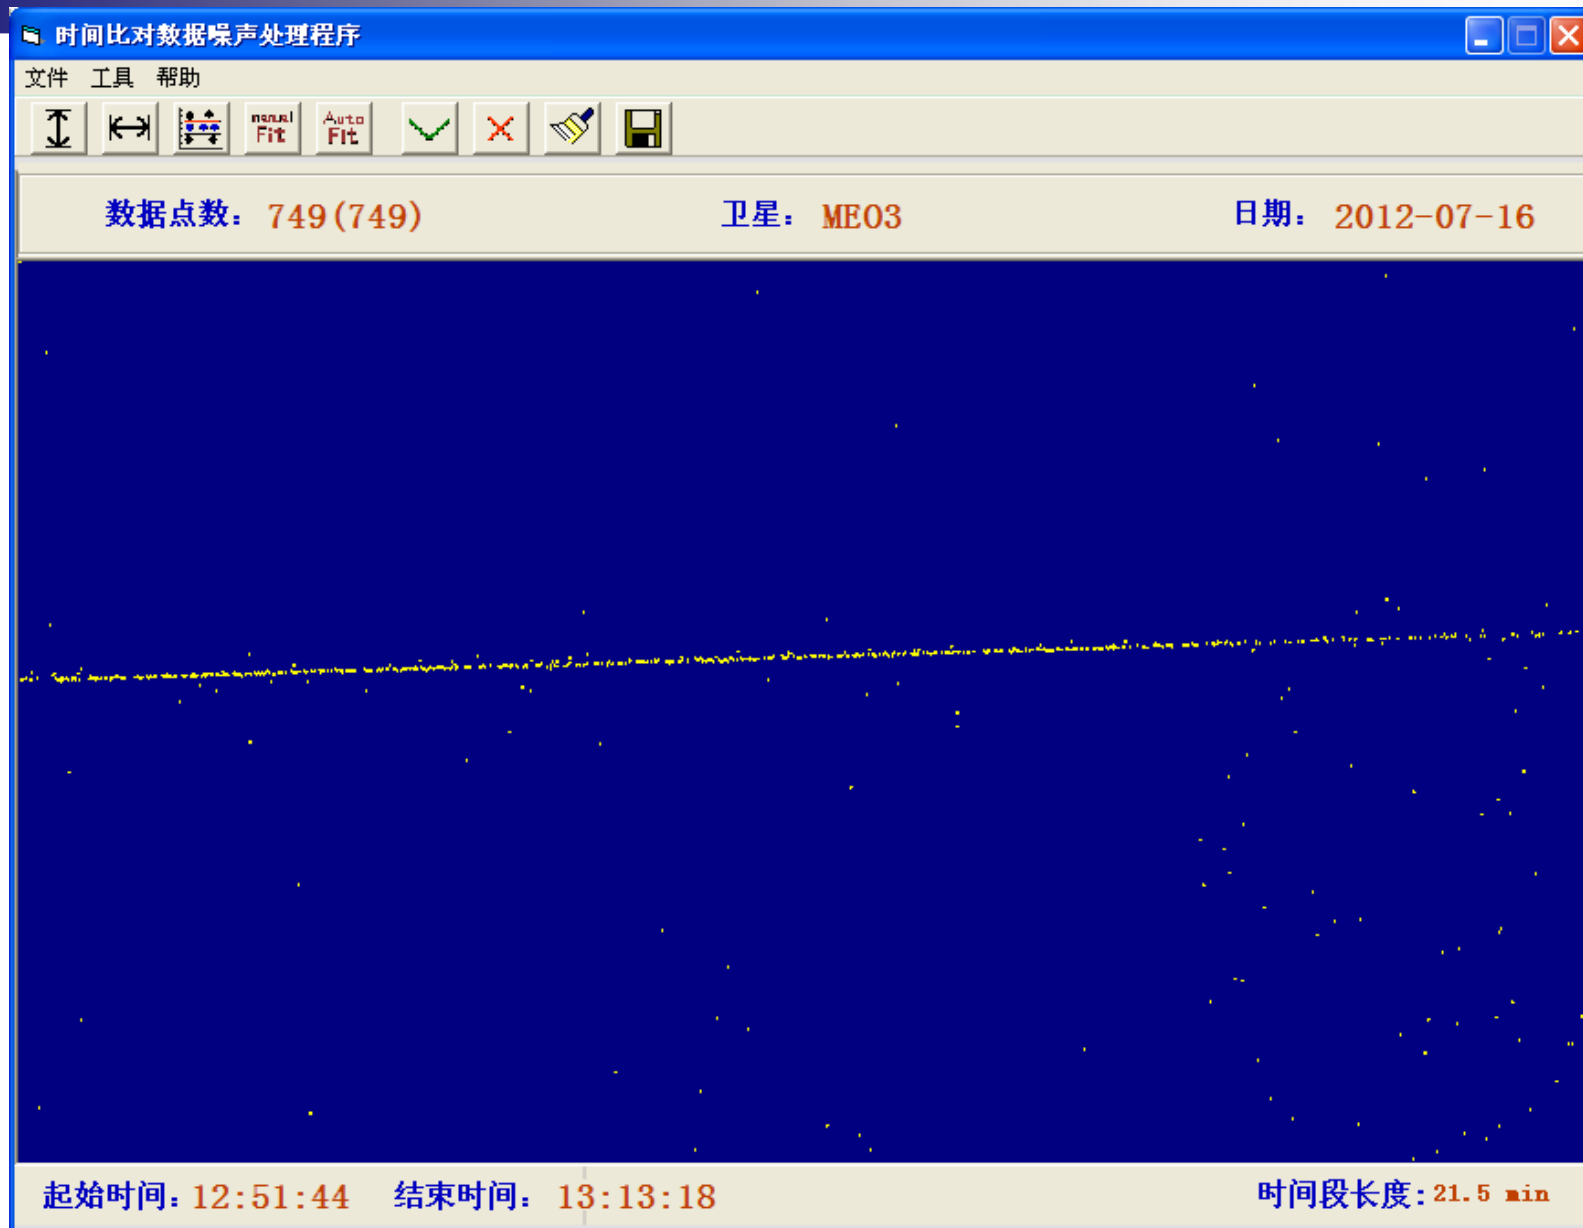 时间比对数据噪声处理程序
文件 工具 帮助
manual Fit Auto Fit
数据点数: 749(749) 卫星: MEO3 日期: 2012-07-16
起始时间: 12:51:44 结束时间: 13:13:18 时间段长度: 21.5 min